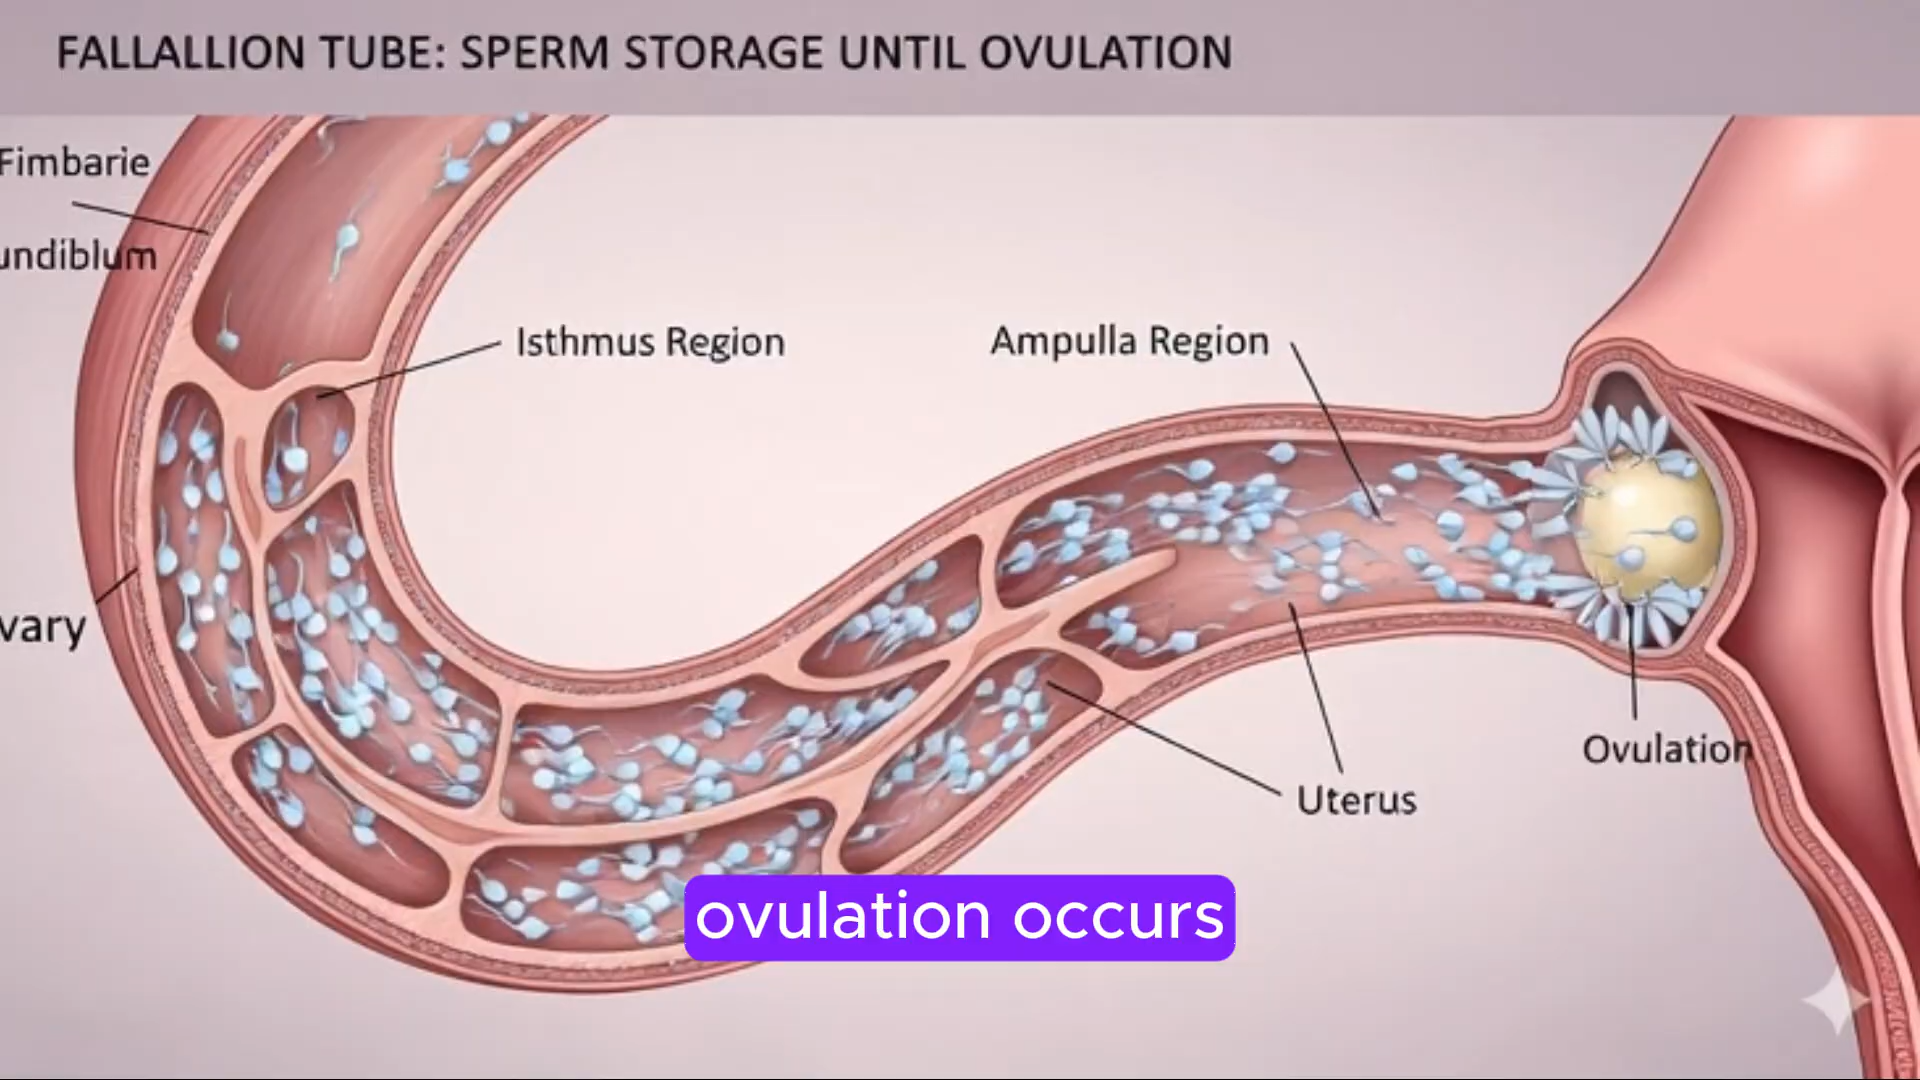 FALLALLION TUBE: SPERM STORAGE UNTIL OVULATION
Fimbarie
undiblum
Isthmus Region
Ampulla Region
vary
Ovulation
Uterus
ovulation occurs